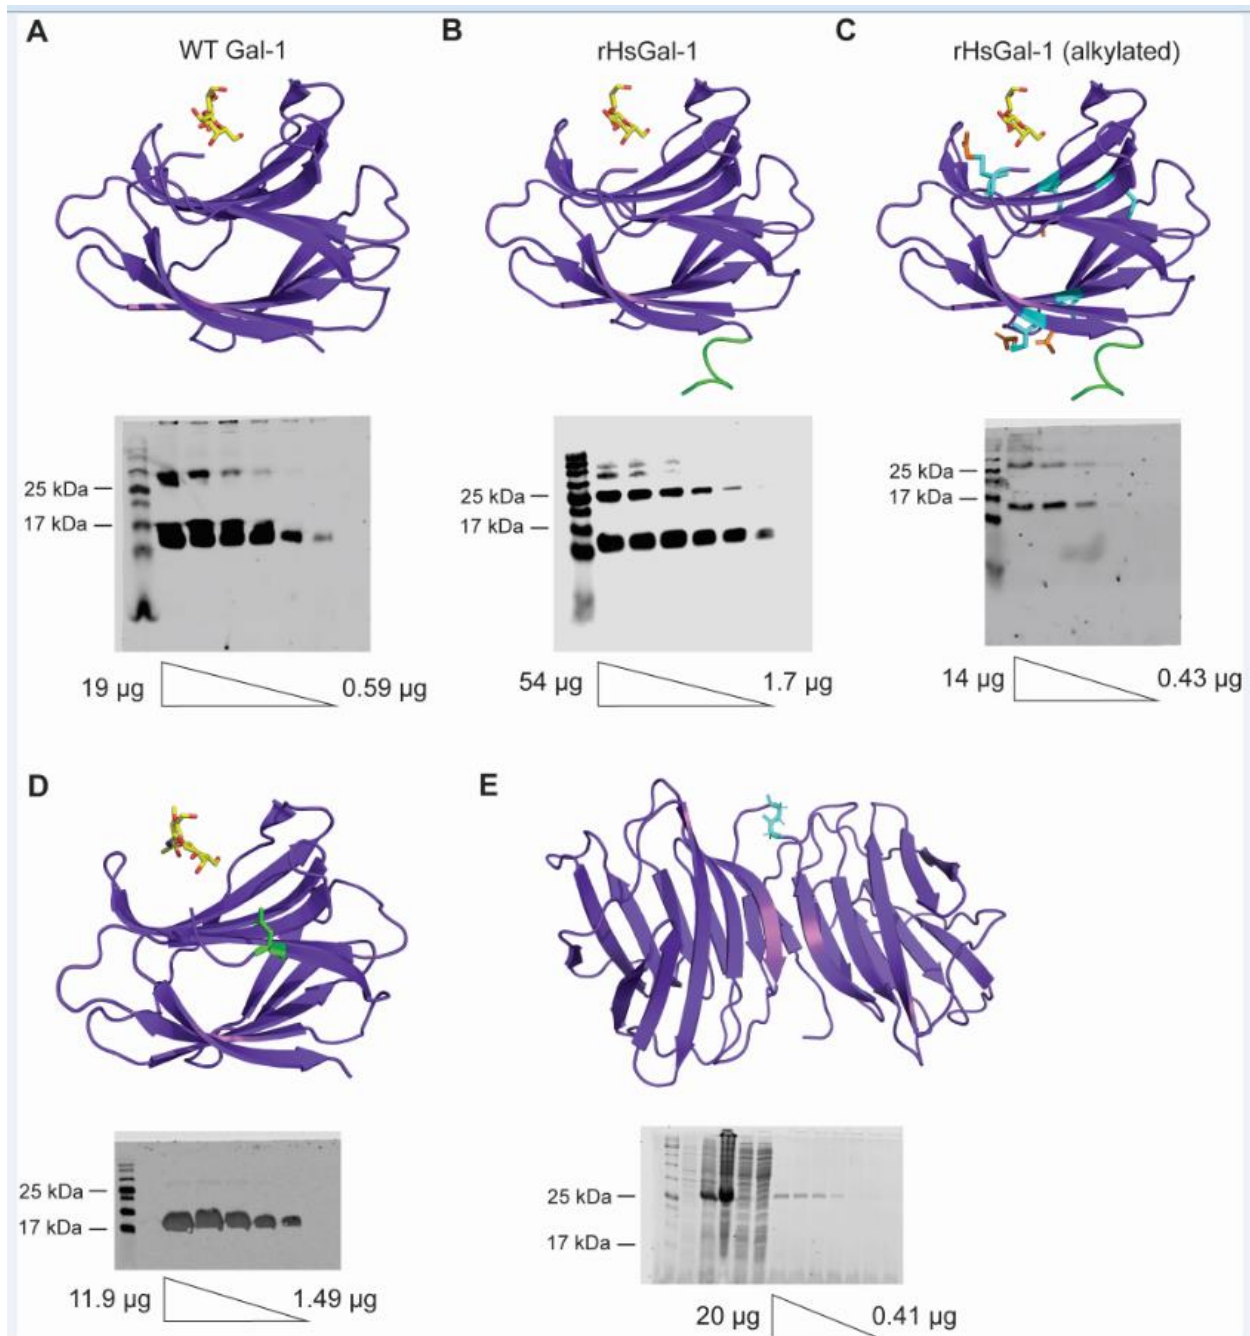 A
WT Gal-1
B
rHsGal-1
C
rHsGal-1 (alkylated)
25 kDa
17 kDa
19 µg
0.59 µg
25 kDa
17 kDa
54 µg
1.7 µg
25 kDa
17 kDa
14 µg
0.43 µg
D
25 kDa
17 kDa
11.9 µg
1.49 µg
E
25 kDa
17 kDa
20 µg
0.41 µg